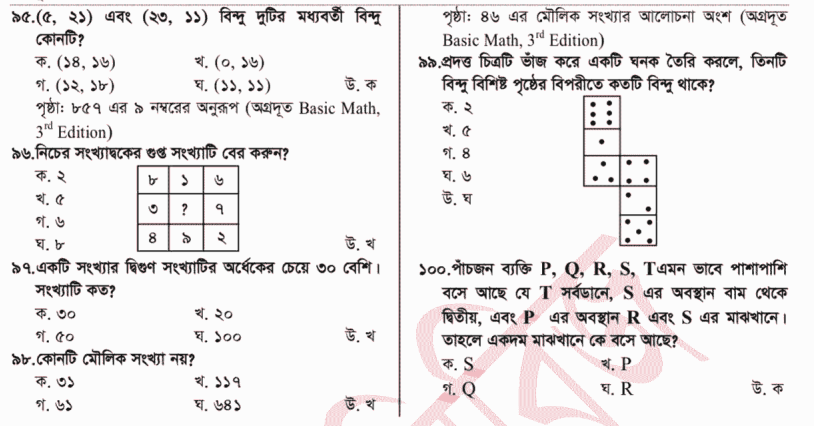 ৯৫.(৫, ২১) এবং (২৩, ১১) বিন্দু দুটির মধ্যবর্তী বিন্দু
কোনটি?
ক. (১৪, ১৬) খ. (০, ১৬)
গ. (১২, ১৮) ঘ. (১১, ১১) উ. ক
পৃষ্ঠা: ৮৫৭ এর ৯ নম্বরের অনুরূপ (অগ্রদূত Basic Math,
3rd Edition)
৯৬.নিচের সংখ্যাছকের গুপ্ত সংখ্যাটি বের করুন?
ক. ২
খ. ৫
গ. ৬
ঘ. ৮
৮ ১ ৬
৩ ? ৭
৪ ৯ ২
উ. খ
৯৭.একটি সংখ্যার দ্বিগুণ সংখ্যাটির অর্ধেকের চেয়ে ৩০ বেশি।
সংখ্যাটি কত?
ক. ৩০ খ. ২০
গ. ৫০ ঘ. ১০০ উ. খ
৯৮.কোনটি মৌলিক সংখ্যা নয়?
ক. ৩১ খ. ১১৭
গ. ৬১ ঘ. ৬৪১ উ. খ
পৃষ্ঠা: ৪৬ এর মৌলিক সংখ্যার আলোচনা অংশ (অগ্রদূত
Basic Math, 3rd Edition)
৯৯.প্রদত্ত চিত্রটি ভাঁজ করে একটি ঘনক তৈরি করলে, তিনটি
বিন্দু বিশিষ্ট পৃষ্ঠের বিপরীতে কতটি বিন্দু থাকে?
ক. ২
খ. ৫
গ. ৪
ঘ. ৬
উ. ঘ
১০০.পাঁচজন ব্যক্তি P, Q, R, S, Tএমন ভাবে পাশাপাশি
বসে আছে যে T সর্বডানে, S এর অবস্থান বাম থেকে
দ্বিতীয়, এবং P এর অবস্থান R এবং S এর মাঝখানে।
তাহলে একদম মাঝখানে কে বসে আছে?
ক. S খ. P
গ. Q ঘ. R উ. ক